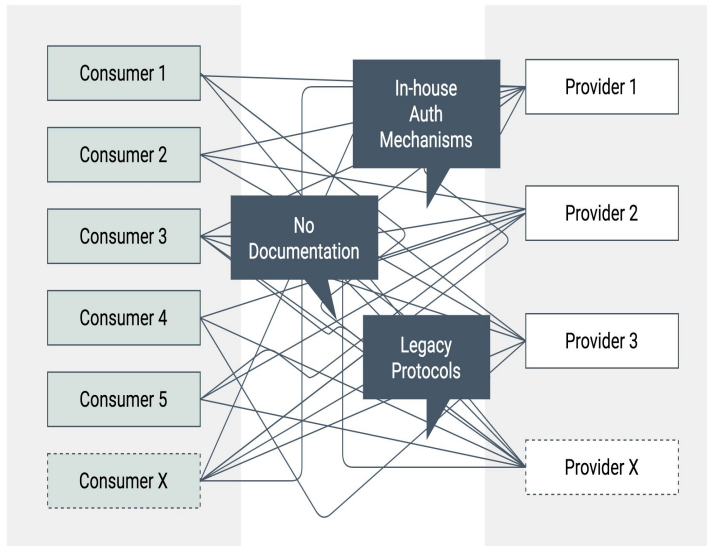 Consumer 1
Consumer 2
Consumer 3
Consumer 4
Consumer 5
Consumer X
In-house
Auth
Mechanisms
No
Documentation
Legacy
Protocols
Provider 1
Provider 2
Provider 3
Provider X